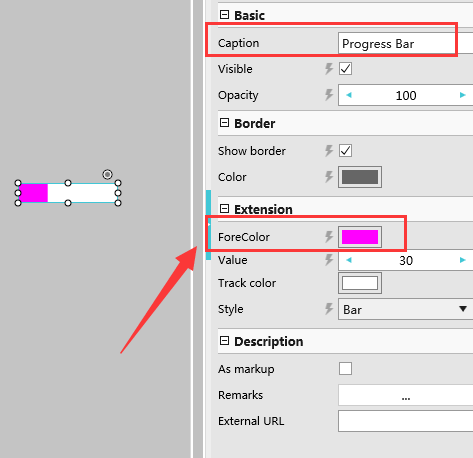 Basic
Caption Progress Bar
Visible
Opacity 100
Border
Show border
Color
Extension
ForeColor
Value 30
Track color
Style Bar
Description
As markup
Remarks ...
External URL